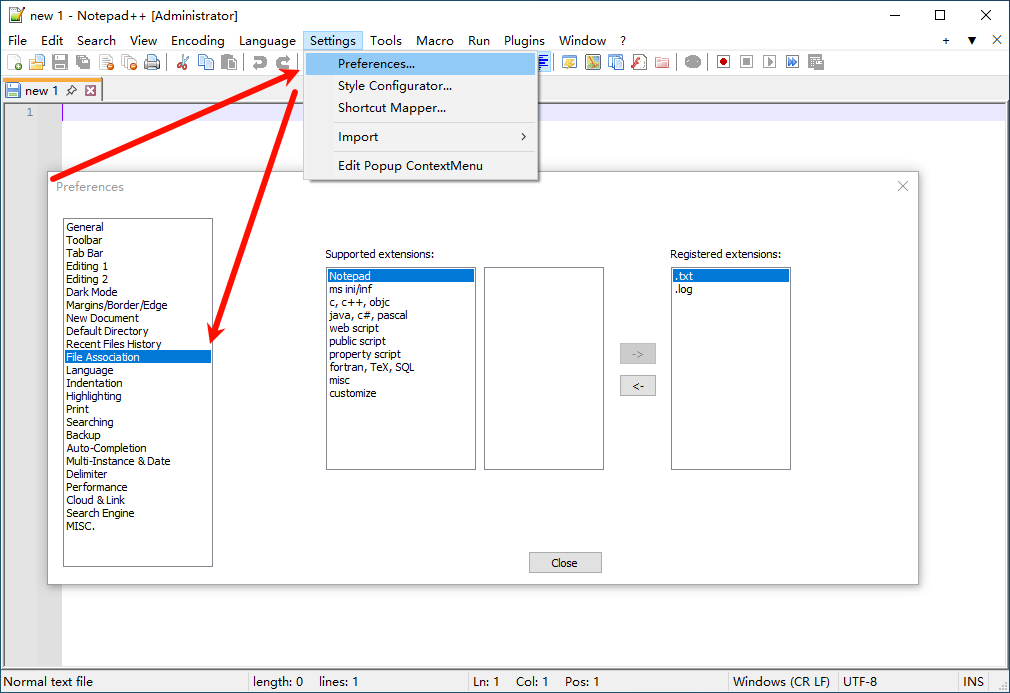 new 1 - Notepad++ [Administrator]
File Edit Search View Encoding Language Settings Tools Macro Run Plugins Window ?
new 1
1
Preferences...
Style Configurator...
Shortcut Mapper...
Import
Edit Popup ContextMenu
Preferences
General
Toolbar
Tab Bar
Editing 1
Editing 2
Dark Mode
Margins/Border/Edge
New Document
Default Directory
Recent Files History
File Association
Language
Indentation
Highlighting
Print
Searching
Backup
Auto-Completion
Multi-Instance & Date
Delimiter
Performance
Cloud & Link
Search Engine
MISC.
Supported extensions:
Notepad
ms ini/inf
c, c++, objc
java, c#, pascal
web script
public script
property script
fortran, TeX, SQL
misc
customize
->
<-
Registered extensions:
.txt
.log
Close
Normal text file length: 0 lines: 1 Ln: 1 Col: 1 Pos: 1 Windows (CR LF) UTF-8 INS